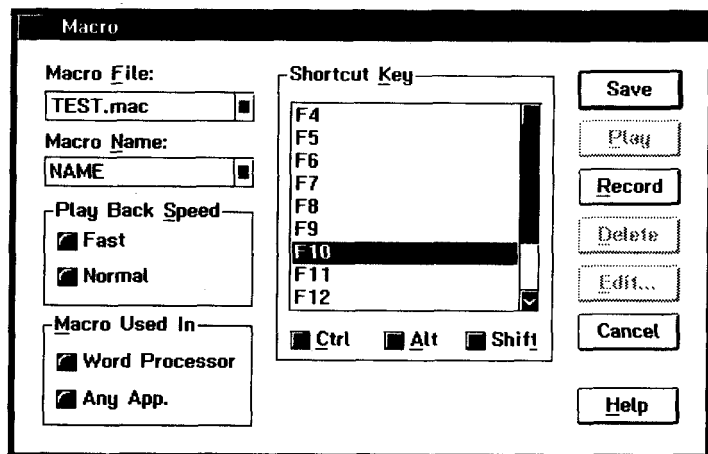 Macro
Macro File:
TEST.mac
Macro Name:
NAME
Play Back Speed
Fast
Normal
Macro Used In
Word Processor
Any App.
Shortcut Key
F4
F5
F6
F7
F8
F9
F10
F11
F12
Ctrl Alt Shift
Save
Play
Record
Delete
Edit...
Cancel
Help